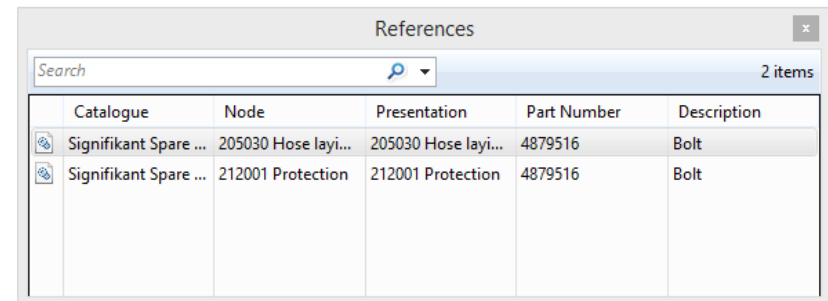 References
x
Search
2 items
Catalogue Node Presentation Part Number Description
Signifikant Spare ... 205030 Hose layi... 205030 Hose layi... 4879516 Bolt
Signifikant Spare ... 212001 Protection 212001 Protection 4879516 Bolt